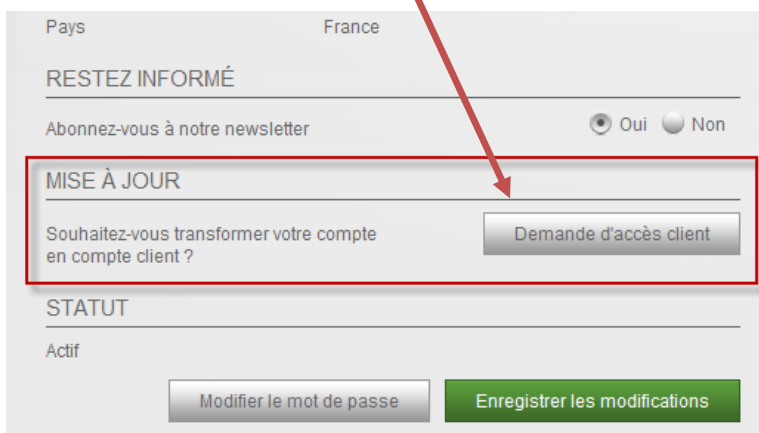 Pays France
RESTEZ INFORMÉ
Abonnez-vous à notre newsletter Oui Non
MISE À JOUR
Souhaitez-vous transformer votre compte
en compte client ?
Demande d'accès client
STATUT
Actif
Modifier le mot de passe Enregistrer les modifications